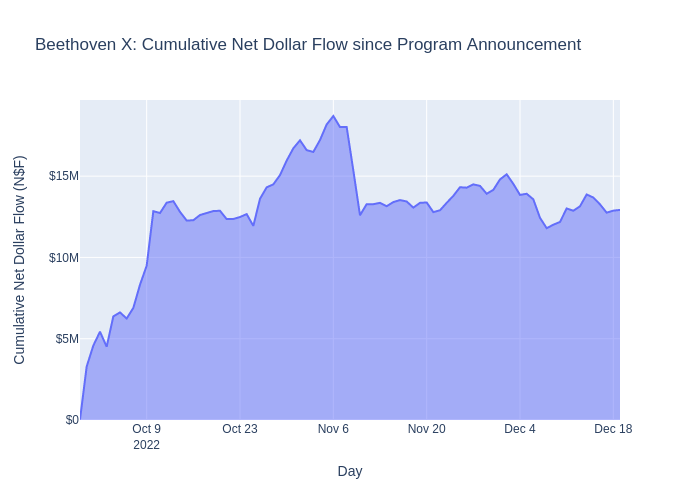 Beethoven X: Cumulative Net Dollar Flow since Program Announcement
Cumulative Net Dollar Flow (N$F)
$15M
$10M
$5M
$0
Oct 9
2022
Oct 23
Nov 6
Nov 20
Dec 4
Dec 18
Day